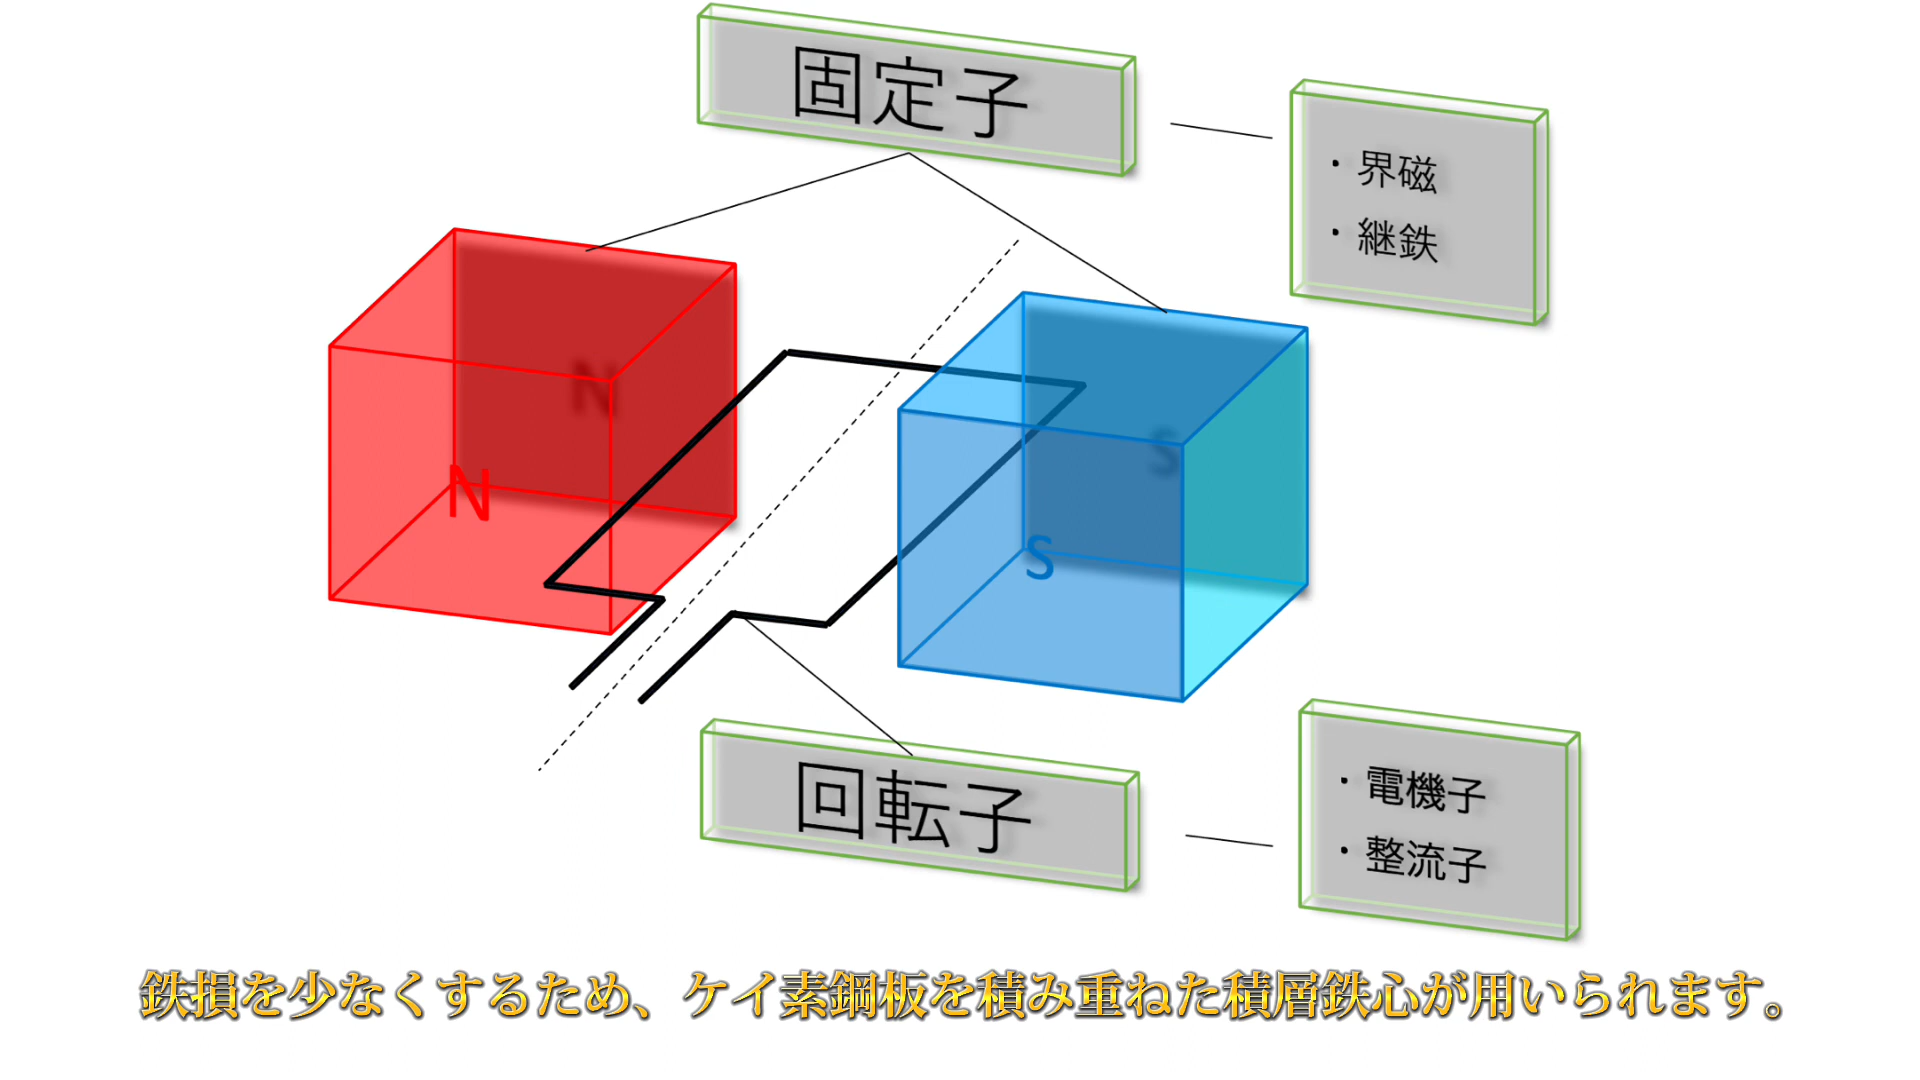 固定子
・界磁
・継鉄
N
N
S
S
回転子
・電機子
・整流子
鉄損を少なくするため、ケイ素鋼板を積み重ねた積層鉄心が用いられます。